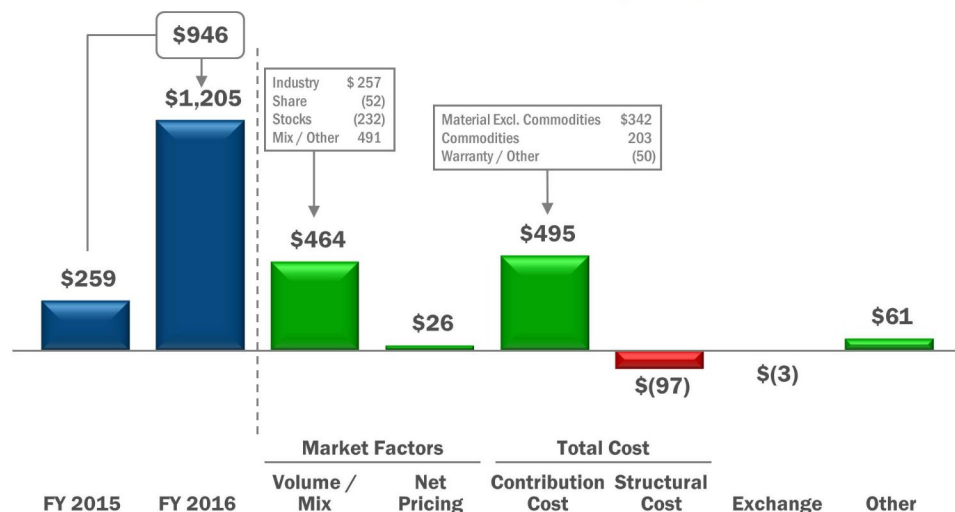 $946
$1,205
$259
Industry $ 257
Share (52)
Stocks (232)
Mix / Other 491
$464
$26
Material Excl. Commodities $342
Commodities 203
Warranty / Other (50)
$495
$(97)
$(3)
$61
Market Factors
Total Cost
FY 2015
FY 2016
Volume /
Mix
Net
Pricing
Contribution
Cost
Structural
Cost
Exchange
Other